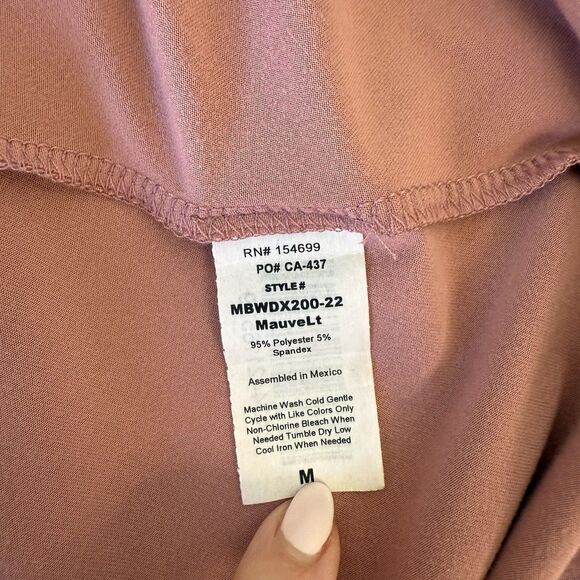 RN# 154699
PO# CA-437
STYLE#
MBWDX200-22
MauveLt
95% Polyester 5%
Spandex
Assembled in Mexico
Machine Wash Cold Gentle
Cycle with Like Colors Only
Non-Chlorine Bleach When
Needed Tumble Dry Low
Cool Iron When Needed
M